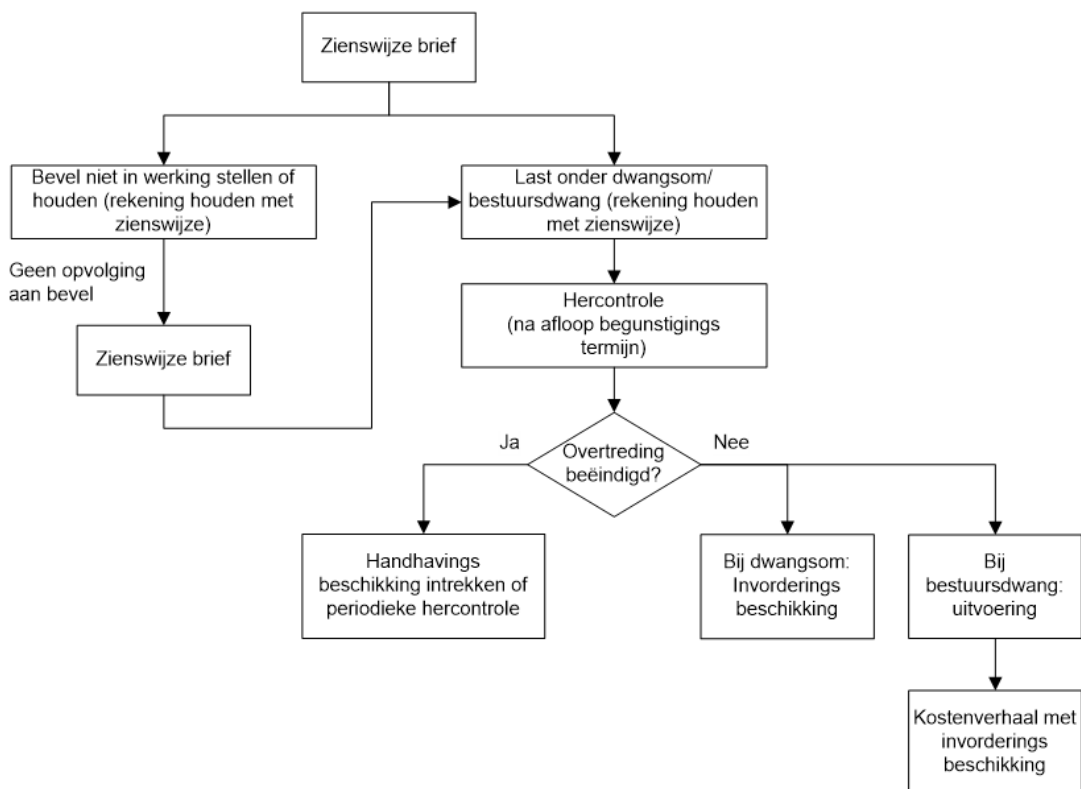 Zienswijze brief
Bevel niet in werking stellen of
houden (rekening houden met
zienswijze)
Last onder dwangsom/
bestuursdwang (rekening houden
met zienswijze)
Geen opvolging
aan bevel
Zienswijze brief
Hercontrole
(na afloop begunstigings
termijn)
Ja
Overtreding
beëindigd?
Nee
Handhavings
beschikking intrekken of
periodieke hercontrole
Bij dwangsom:
Invorderings
beschikking
Bij
bestuursdwang:
uitvoering
Kostenverhaal met
invorderings
beschikking